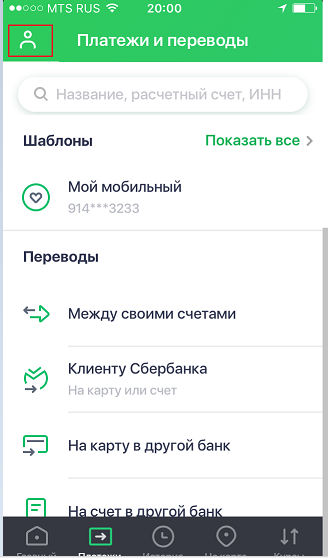 MTS RUS 20:00
Платежи и переводы
Название, расчетный счет, ИНН
Шаблоны Показать все
Мой мобильный
914***3233
Переводы
Между своими счетами
Клиенту Сбербанка
На карту или счет
На карту в другой банк
На счет в другой банк
Главный Платежи История На карте Курсы